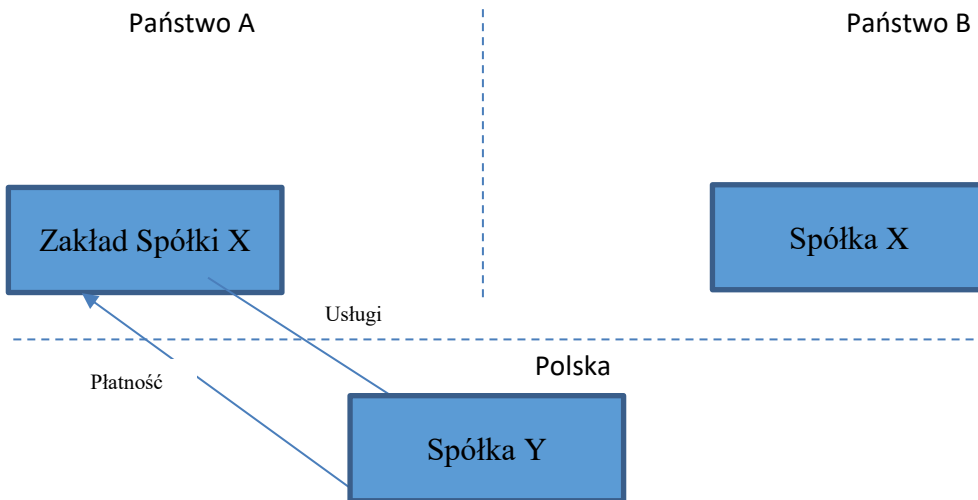 Państwo A
Państwo B
Zakład Spółki X
Spółka X
Usługi
Polska
Płatność
Spółka Y